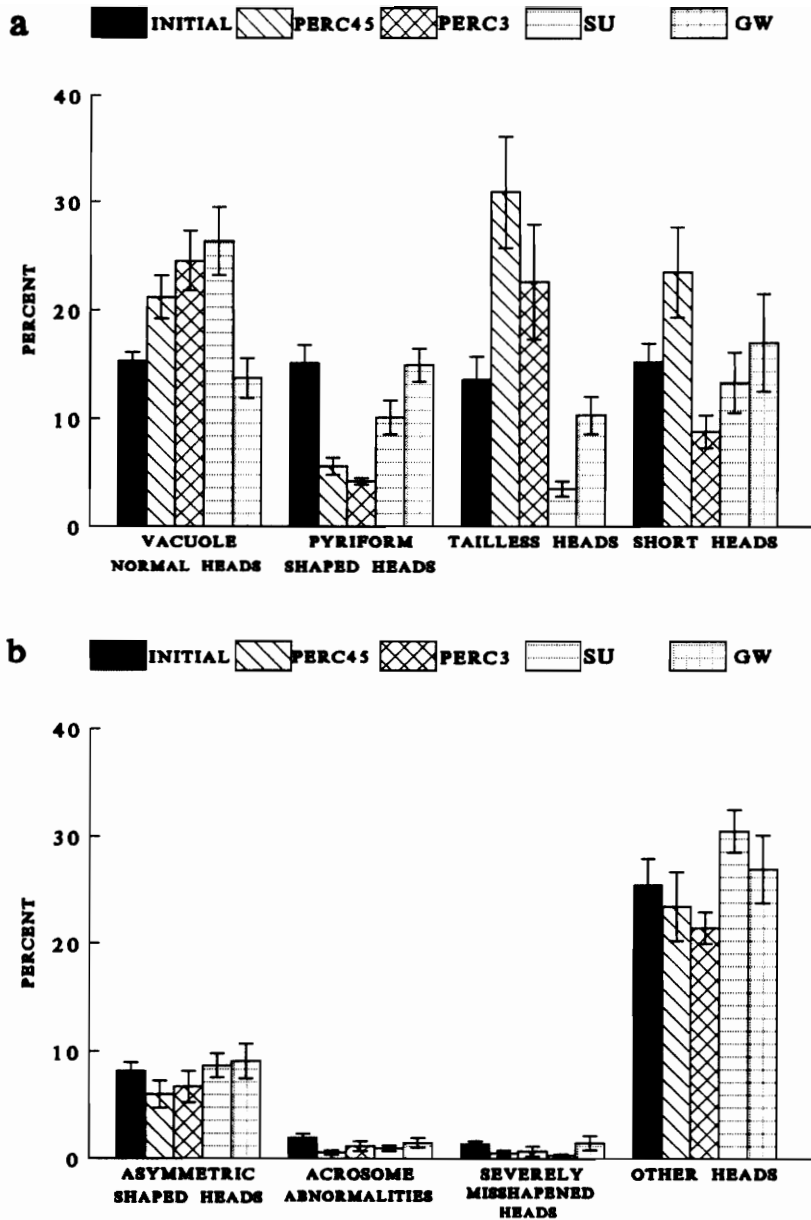 a
INITIAL PERC45 PERC3 SU GW
40
30
20
10
0
PERCENT
VACUOLE PYRIFORM TAILLESS HEADS SHORT HEADS
NORMAL HEADS SHAPED HEADS
b
INITIAL PERC45 PERC3 SU GW
40
30
20
10
0
PERCENT
ASYMMETRIC ACROSOME SEVERELY OTHER HEADS
SHAPED HEADS ABNORMALITIES MISSHAPENED
HEADS